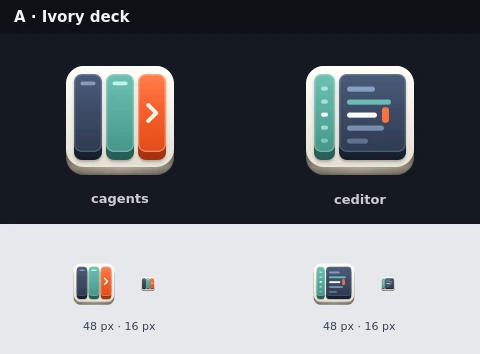 A · Ivory deck
cagents
ceditor
48 px · 16 px
48 px · 16 px